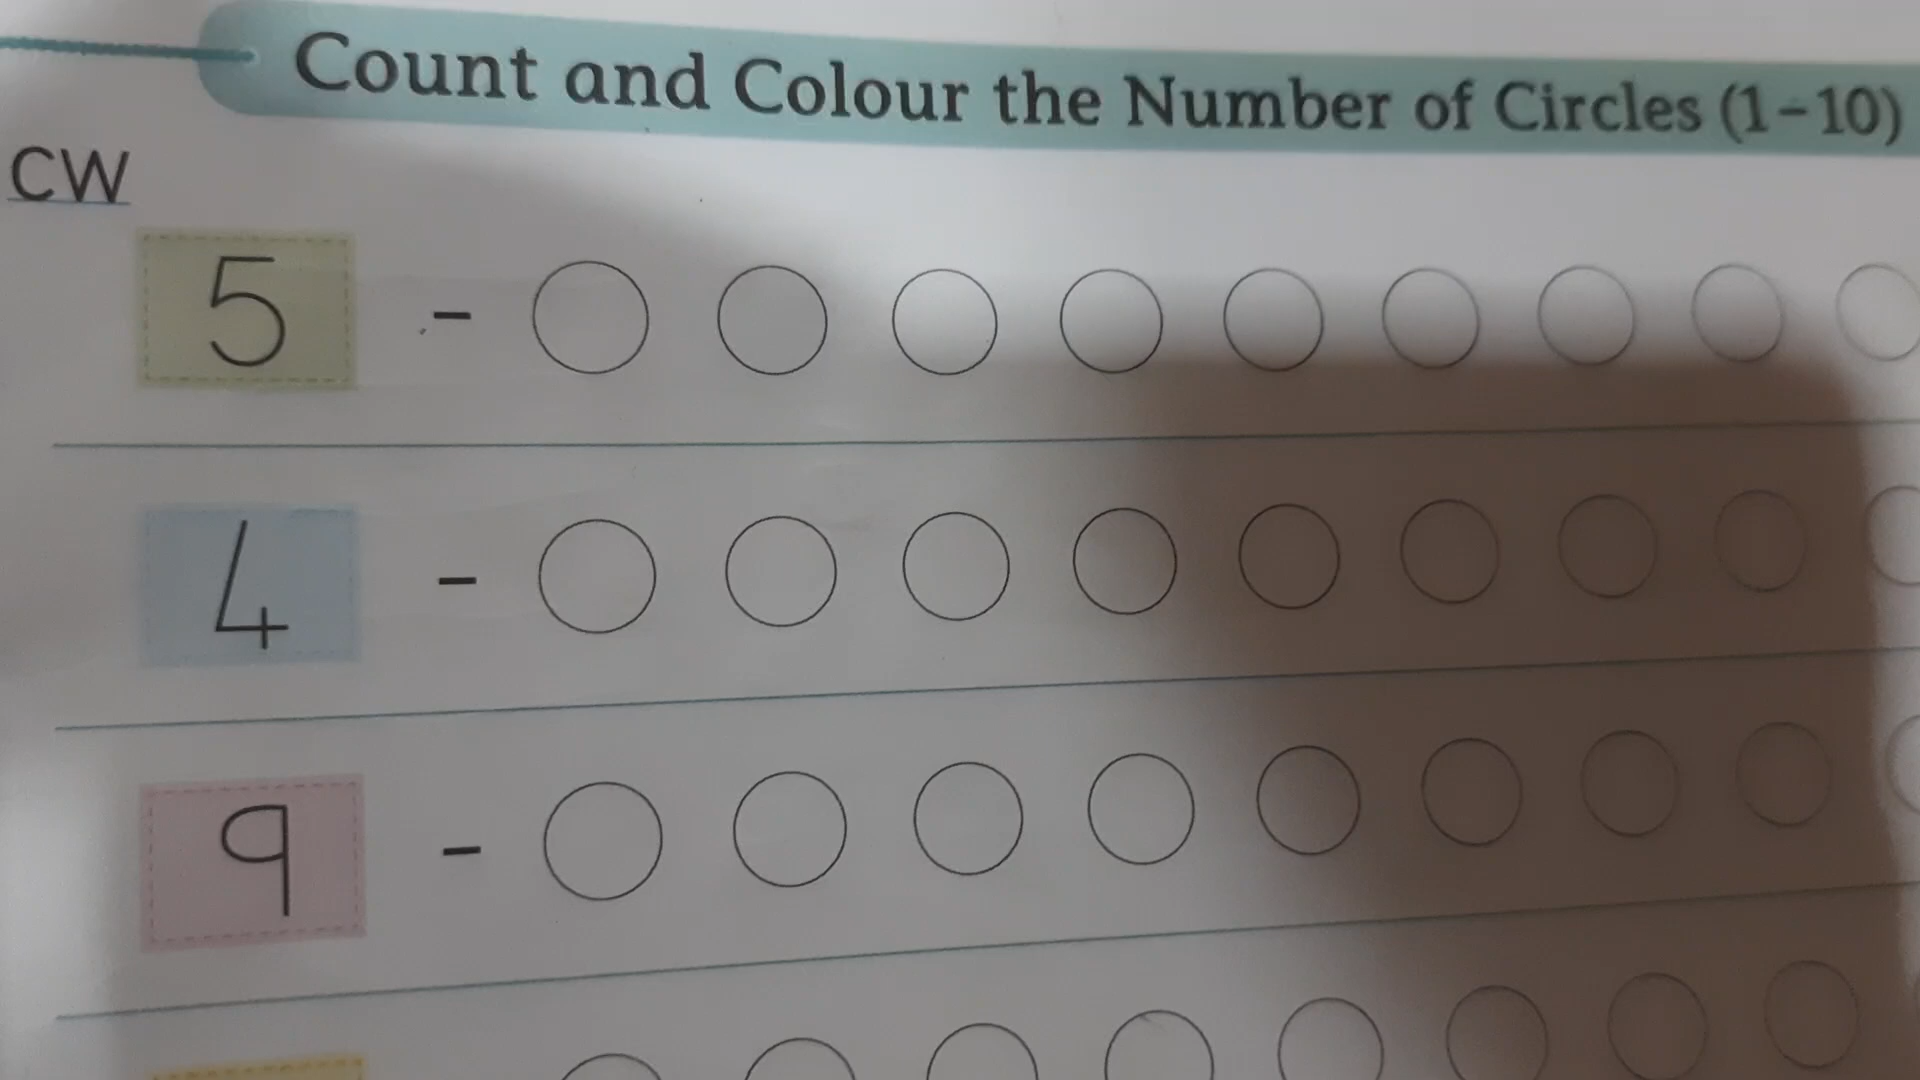 Count and Colour the Number of Circles (1-10)
CW
5 -
4 -
9 -